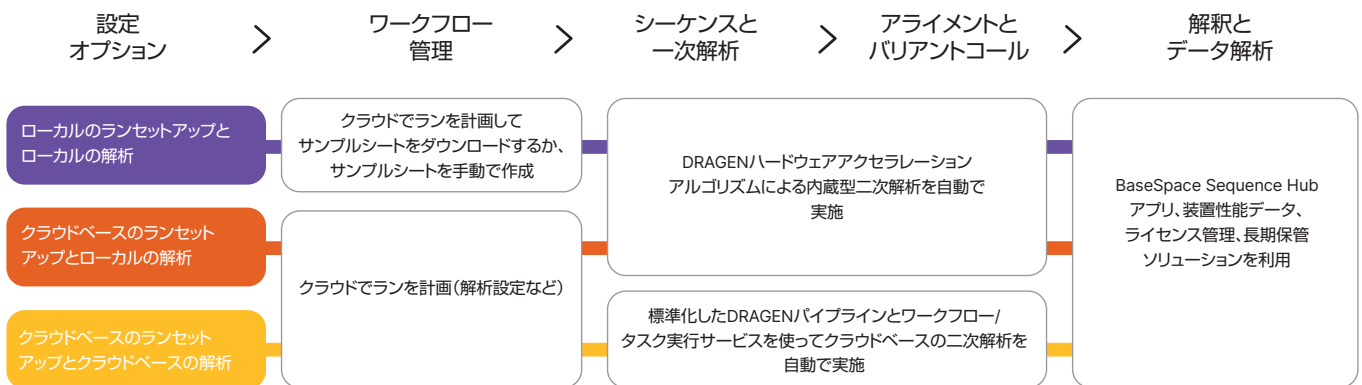 設定
オプション
ワークフロー
管理
シーケンスと
一次解析
アライメントと
バリアントコール
解釈と
データ解析
ローカルのランセットアップと
ローカルの解析
クラウドでランを計画して
サンプルシートをダウンロードするか、
サンプルシートを手動で作成
DRAGENハードウェアアクセラレーション
アルゴリズムによる内蔵型二次解析を自動で
実施
BaseSpace Sequence Hub
アプリ、装置性能データ、
ライセンス管理、長期保管
ソリューションを利用
クラウドベースのランセット
アップとローカルの解析
クラウドでランを計画(解析設定など)
クラウドベースのランセット
アップとクラウドベースの解析
標準化したDRAGENパイプラインとワークフロー/
タスク実行サービスを使ってクラウドベースの二次解析を
自動で実施